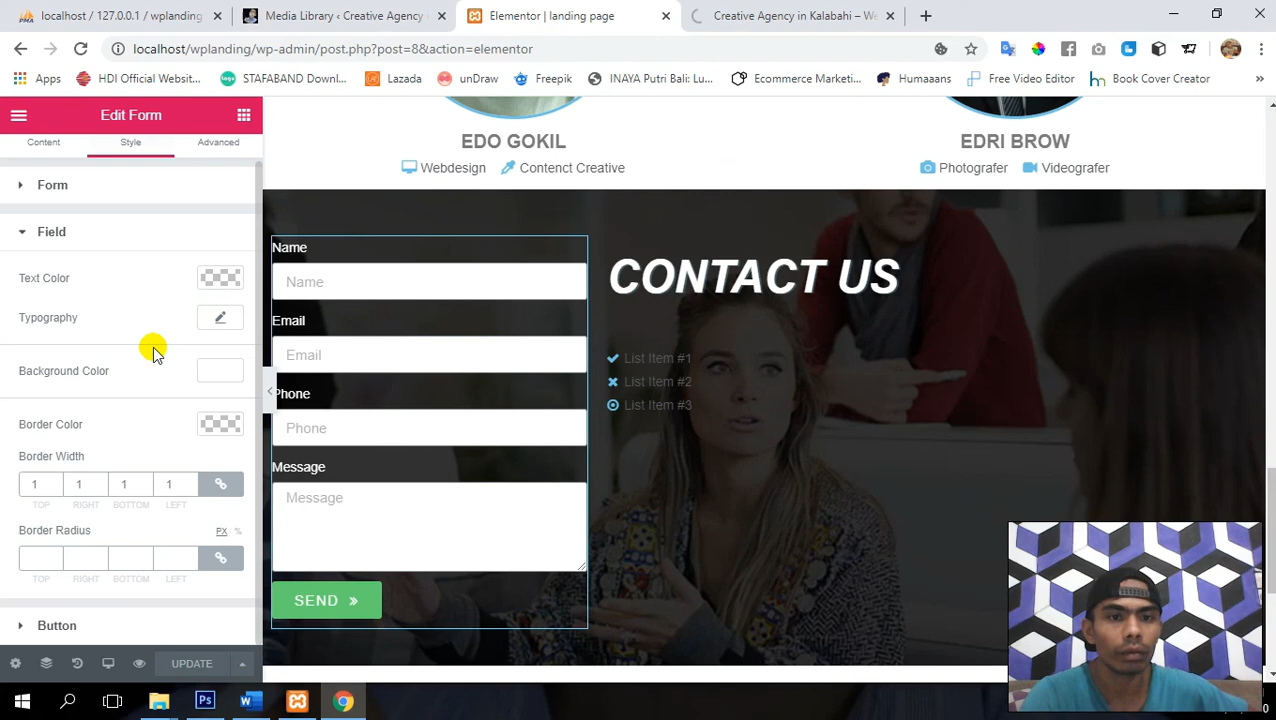 localhost / 127.0.0.1 / wplanding
Media Library ‹ Creative Agency
Elementor | landing page
Creative Agency in Kalabahi – We
localhost/wplanding/wp-admin/post.php?post=8&action=elementor
Apps
HDI Official Websit...
STAFABAND Downl...
Lazada
unDraw
Freepik
INAYA Putri Bali: Lu...
Ecommerce Marketi...
Humaaans
Free Video Editor
Book Cover Creator
»
Edit Form
Content
Style
Advanced
Form
Field
Text Color
Typography
Background Color
Border Color
Border Width
1 1 1 1
TOP RIGHT BOTTOM LEFT
Border Radius
PX %
TOP RIGHT BOTTOM LEFT
Button
UPDATE
EDO GOKIL
Webdesign
Contenct Creative
EDRI BROW
Photografer
Videografer
Name
Name
Email
Email
Phone
Phone
Message
Message
SEND »
CONTACT US
List Item #1
List Item #2
List Item #3